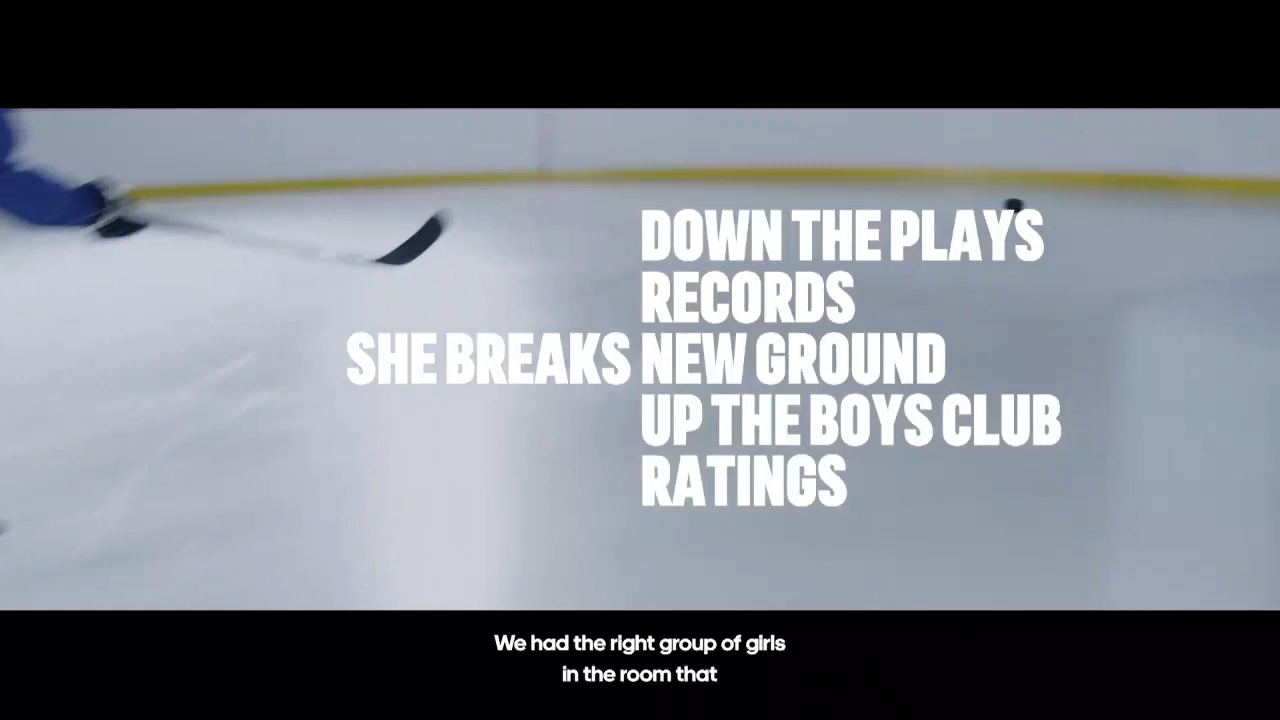 DOWN THE PLAYS
RECORDS
SHE BREAKS NEW GROUND
UP THE BOYS CLUB
RATINGS
We had the right group of girls
in the room that